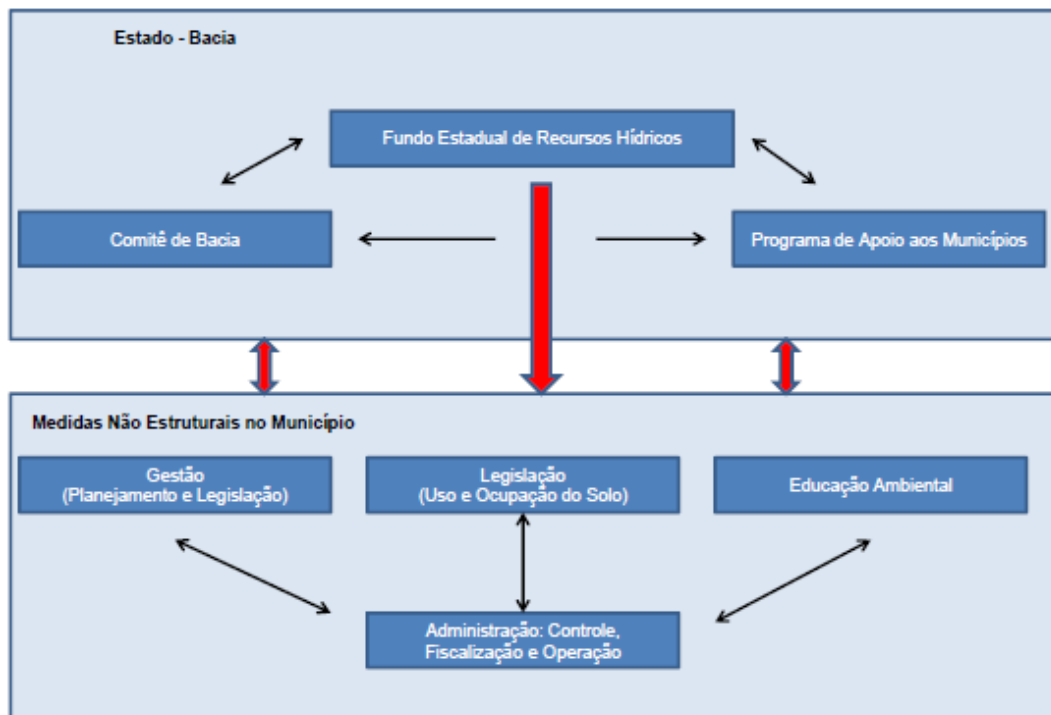 Estado - Bacia
Fundo Estadual de Recursos Hídricos
Comitê de Bacia
Programa de Apoio aos Municípios
Medidas Não Estruturais no Município
Gestão
(Planejamento e Legislação)
Legislação
(Uso e Ocupação do Solo)
Educação Ambiental
Administração: Controle,
Fiscalização e Operação